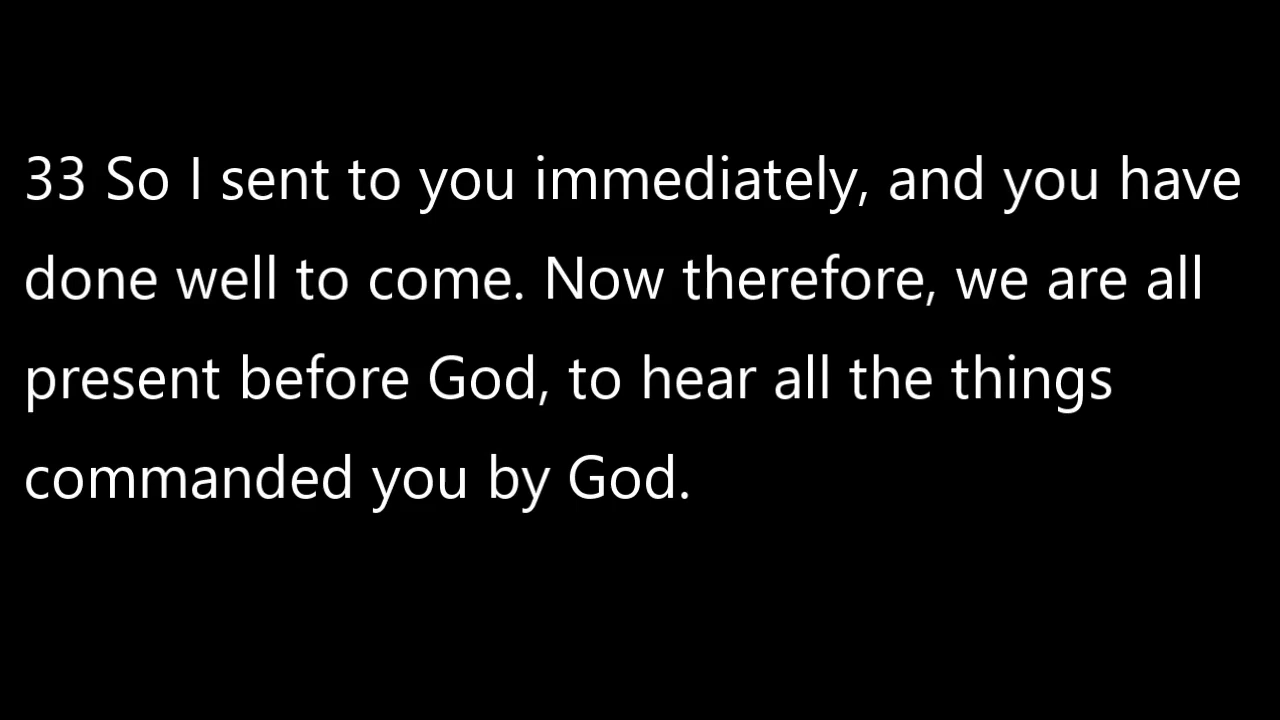 33 So I sent to you immediately, and you have
done well to come. Now therefore, we are all
present before God, to hear all the things
commanded you by God.